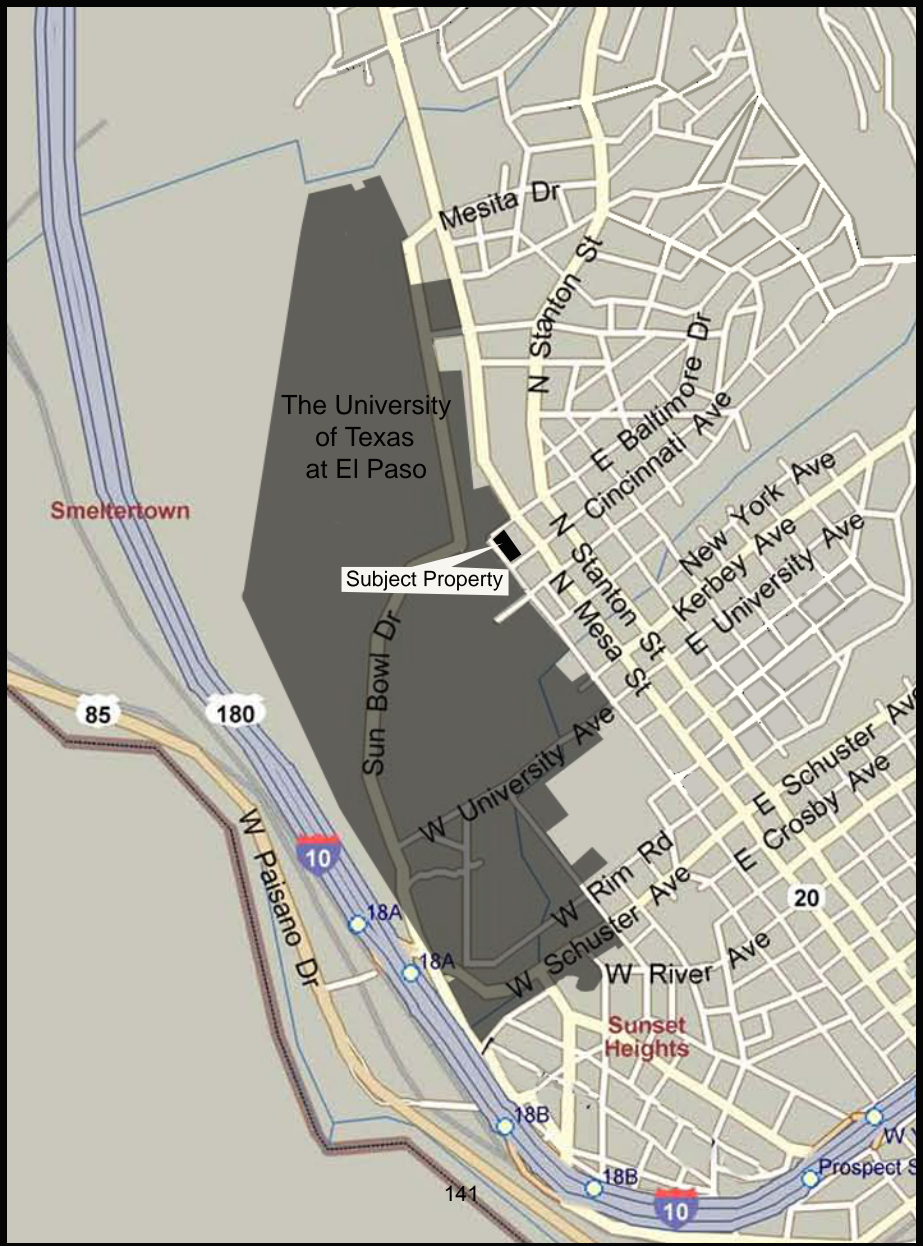 Mesita Dr
N Stanton St
E Baltimore Dr
Cincinnati Ave
The University
of Texas
at El Paso
Smeltertown
New York Ave
Kerbey Ave
E University Ave
N Stanton St
N Mesa St
Subject Property
Sun Bowl Dr
85
180
W University Ave
E Schuster Ave
E Crosby Ave
W Paisano Dr
10
W Rim Rd
W Schuster Ave
20
18A
18A
W River Ave
Sunset
Heights
18B
W Y
Prospect S
18B
141
10